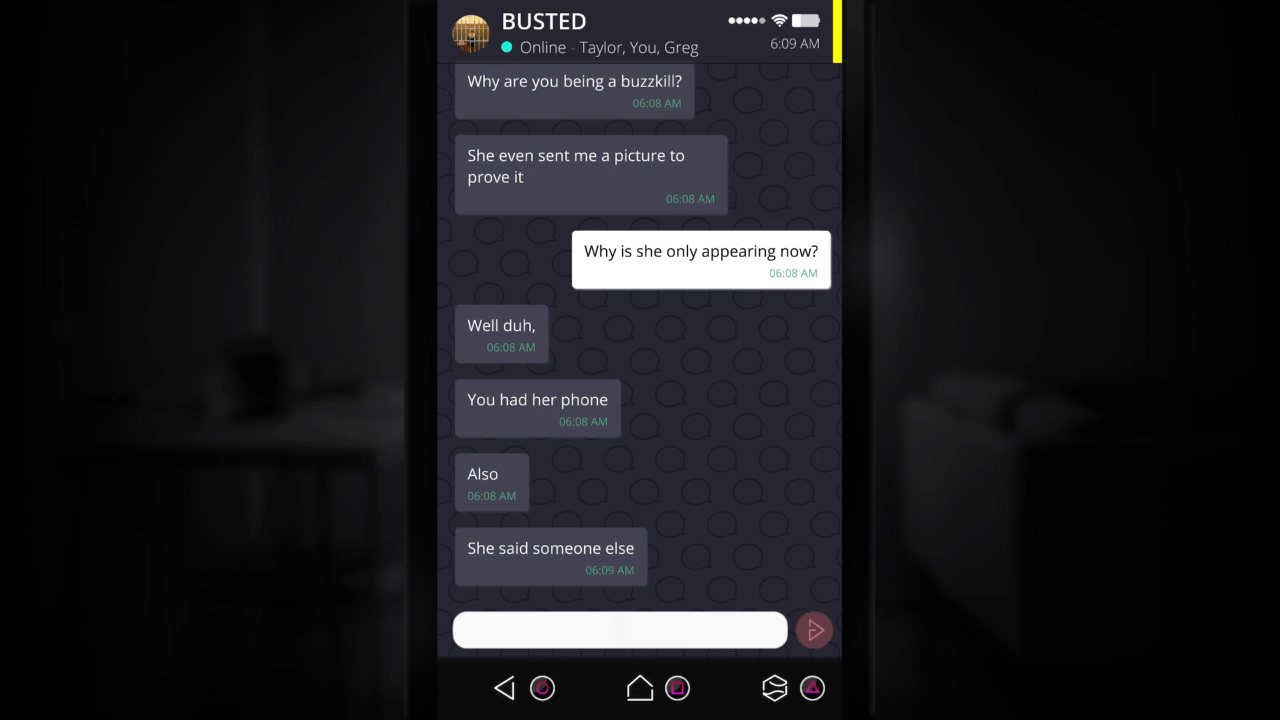 BUSTED
Online - Taylor, You, Greg
6:09 AM
Why are you being a buzzkill?
06:08 AM
She even sent me a picture to
prove it
06:08 AM
Why is she only appearing now?
06:08 AM
Well duh,
06:08 AM
You had her phone
06:08 AM
Also
06:08 AM
She said someone else
06:09 AM